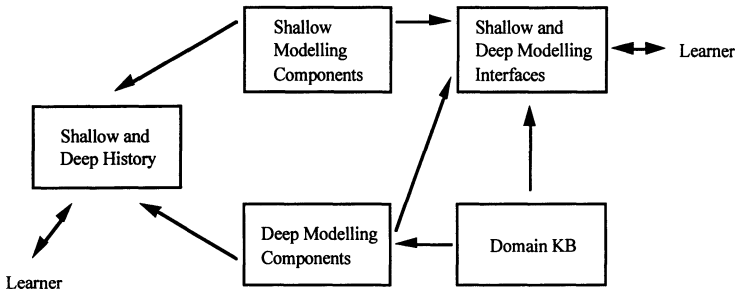 Shallow
Modelling
Components
Shallow and
Deep Modelling
Interfaces
Learner
Shallow and
Deep History
Deep Modelling
Components
Domain KB
Learner